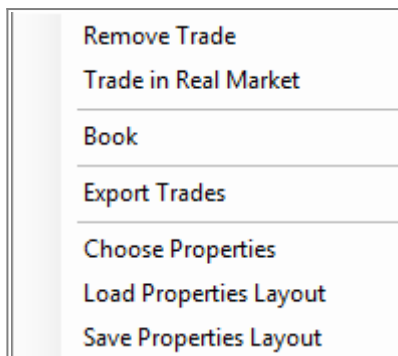 Remove Trade
Trade in Real Market
Book
Export Trades
Choose Properties
Load Properties Layout
Save Properties Layout